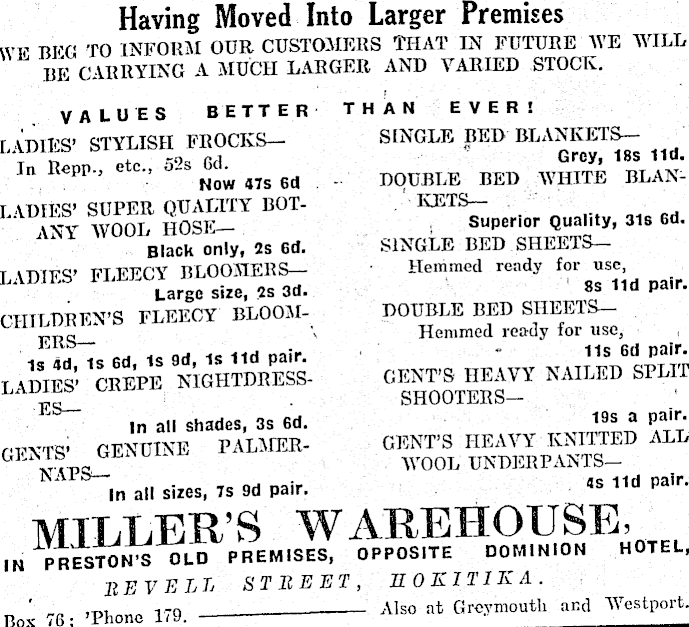 Having Moved Into Larger Premises
WE BEG TO INFORM OUR CUSTOMERS THAT IN FUTURE WE WILL
BE CARRYING A MUCH LARGER AND VARIED STOCK.
VALUES BETTER THAN EVER!
LADIES' STYLISH FROCKS—
In Repp., etc., 52s 6d.
Now 47s 6d
LADIES' SUPER QUALITY BOT-
ANY WOOL HOSE—
Black only, 2s 6d.
LADIES' FLEECY BLOOMERS—
Large size, 2s 3d.
CHILDREN'S FLEECY BLOOM-
ERS—
1s 4d, 1s 6d, 1s 9d, 1s 11d pair.
LADIES' CREPE NIGHTDRESS-
ES—
In all shades, 3s 6d.
GENTS' GENUINE PALMER-
NAPS—
In all sizes, 7s 9d pair.
SINGLE BED BLANKETS—
Grey, 18s 11d.
DOUBLE BED WHITE BLAN-
KETS—
Superior Quality, 31s 6d.
SINGLE BED SHEETS—
Hemmed ready for use,
8s 11d pair.
DOUBLE BED SHEETS—
Hemmed ready for use,
11s 6d pair.
GENT'S HEAVY NAILED SPLIT
SHOOTERS—
19s a pair.
GENT'S HEAVY KNITTED ALL
WOOL UNDERPANTS—
4s 11d pair.
MILLER'S WAREHOUSE,
IN PRESTON'S OLD PREMISES, OPPOSITE DOMINION HOTEL,
REVELL STREET, HOKITIKA.
Box 76; 'Phone 179. ——— Also at Greymouth and Westport.